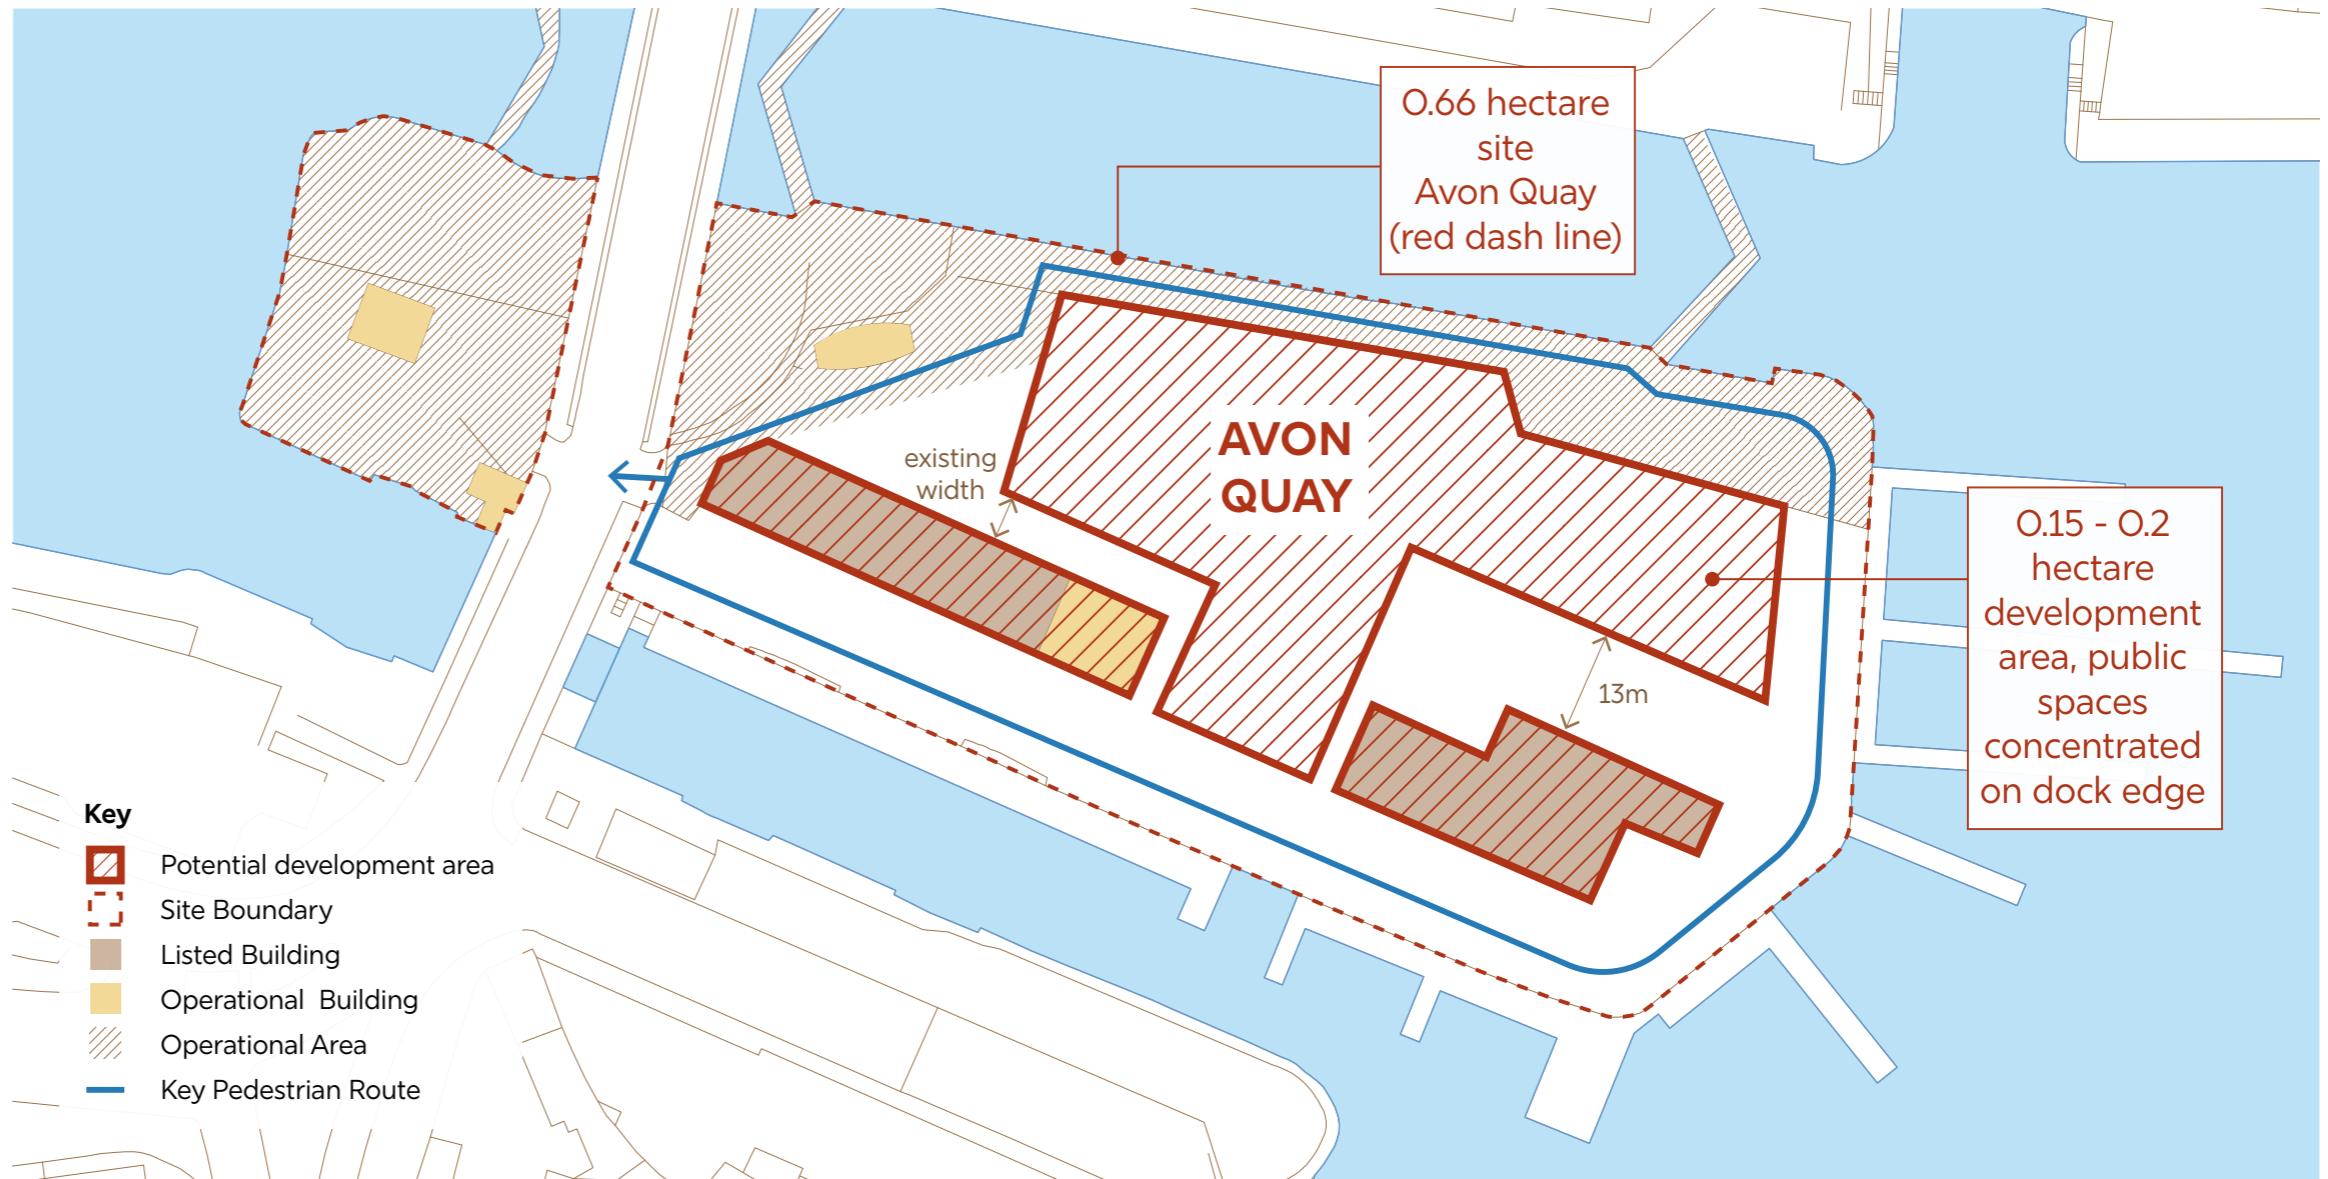 0.66 hectare
site
Avon Quay
(red dash line)
AVON
QUAY
existing
width
0.15 - 0.2
hectare
development
area, public
spaces
concentrated
on dock edge
13m
Key
Potential development area
Site Boundary
Listed Building
Operational Building
Operational Area
Key Pedestrian Route